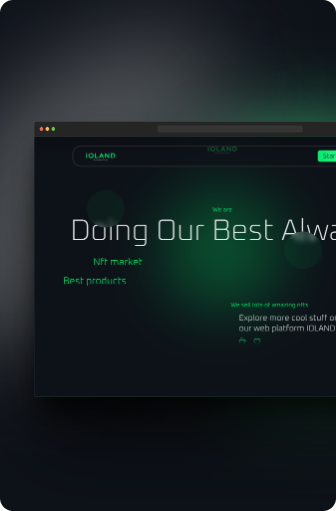 IOLAND
IOLAND
Star
We are
Doing Our Best Alwa
Nft market
Best products
We sell lots of amazing nfts
Explore more cool stuff o
our web platform IOLAND